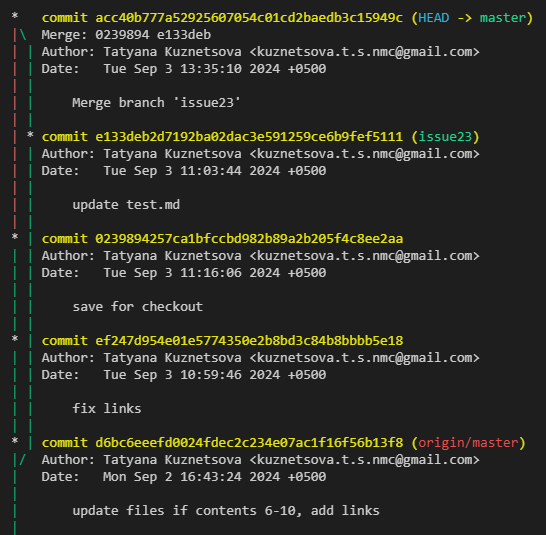 *   commit acc40b777a52925607054c01cd2baedb3c15949c (HEAD -> master)
|\  Merge: 0239894 e133deb
| | Author: Tatyana Kuznetsova <kuznetsova.t.s.nmc@gmail.com>
| | Date:   Tue Sep 3 13:35:10 2024 +0500
| |
| |     Merge branch 'issue23'
| |
| * commit e133deb2d7192ba02dac3e591259ce6b9fef5111 (issue23)
| | Author: Tatyana Kuznetsova <kuznetsova.t.s.nmc@gmail.com>
| | Date:   Tue Sep 3 11:03:44 2024 +0500
| |
| |     update test.md
| |
* | commit 0239894257ca1bfccbd982b89a2b205f4c8ee2aa
| | Author: Tatyana Kuznetsova <kuznetsova.t.s.nmc@gmail.com>
| | Date:   Tue Sep 3 11:16:06 2024 +0500
| |
| |     save for checkout
| |
* | commit ef247d954e01e5774350e2b8bd3c84b8bbbb5e18
| | Author: Tatyana Kuznetsova <kuznetsova.t.s.nmc@gmail.com>
| | Date:   Tue Sep 3 10:59:46 2024 +0500
| |
| |     fix links
| |
* | commit d6bc6eeefd0024fdec2c234e07ac1f16f56b13f8 (origin/master)
|/  Author: Tatyana Kuznetsova <kuznetsova.t.s.nmc@gmail.com>
|   Date:   Mon Sep 2 16:43:24 2024 +0500
|
|       update files if contents 6-10, add links
|